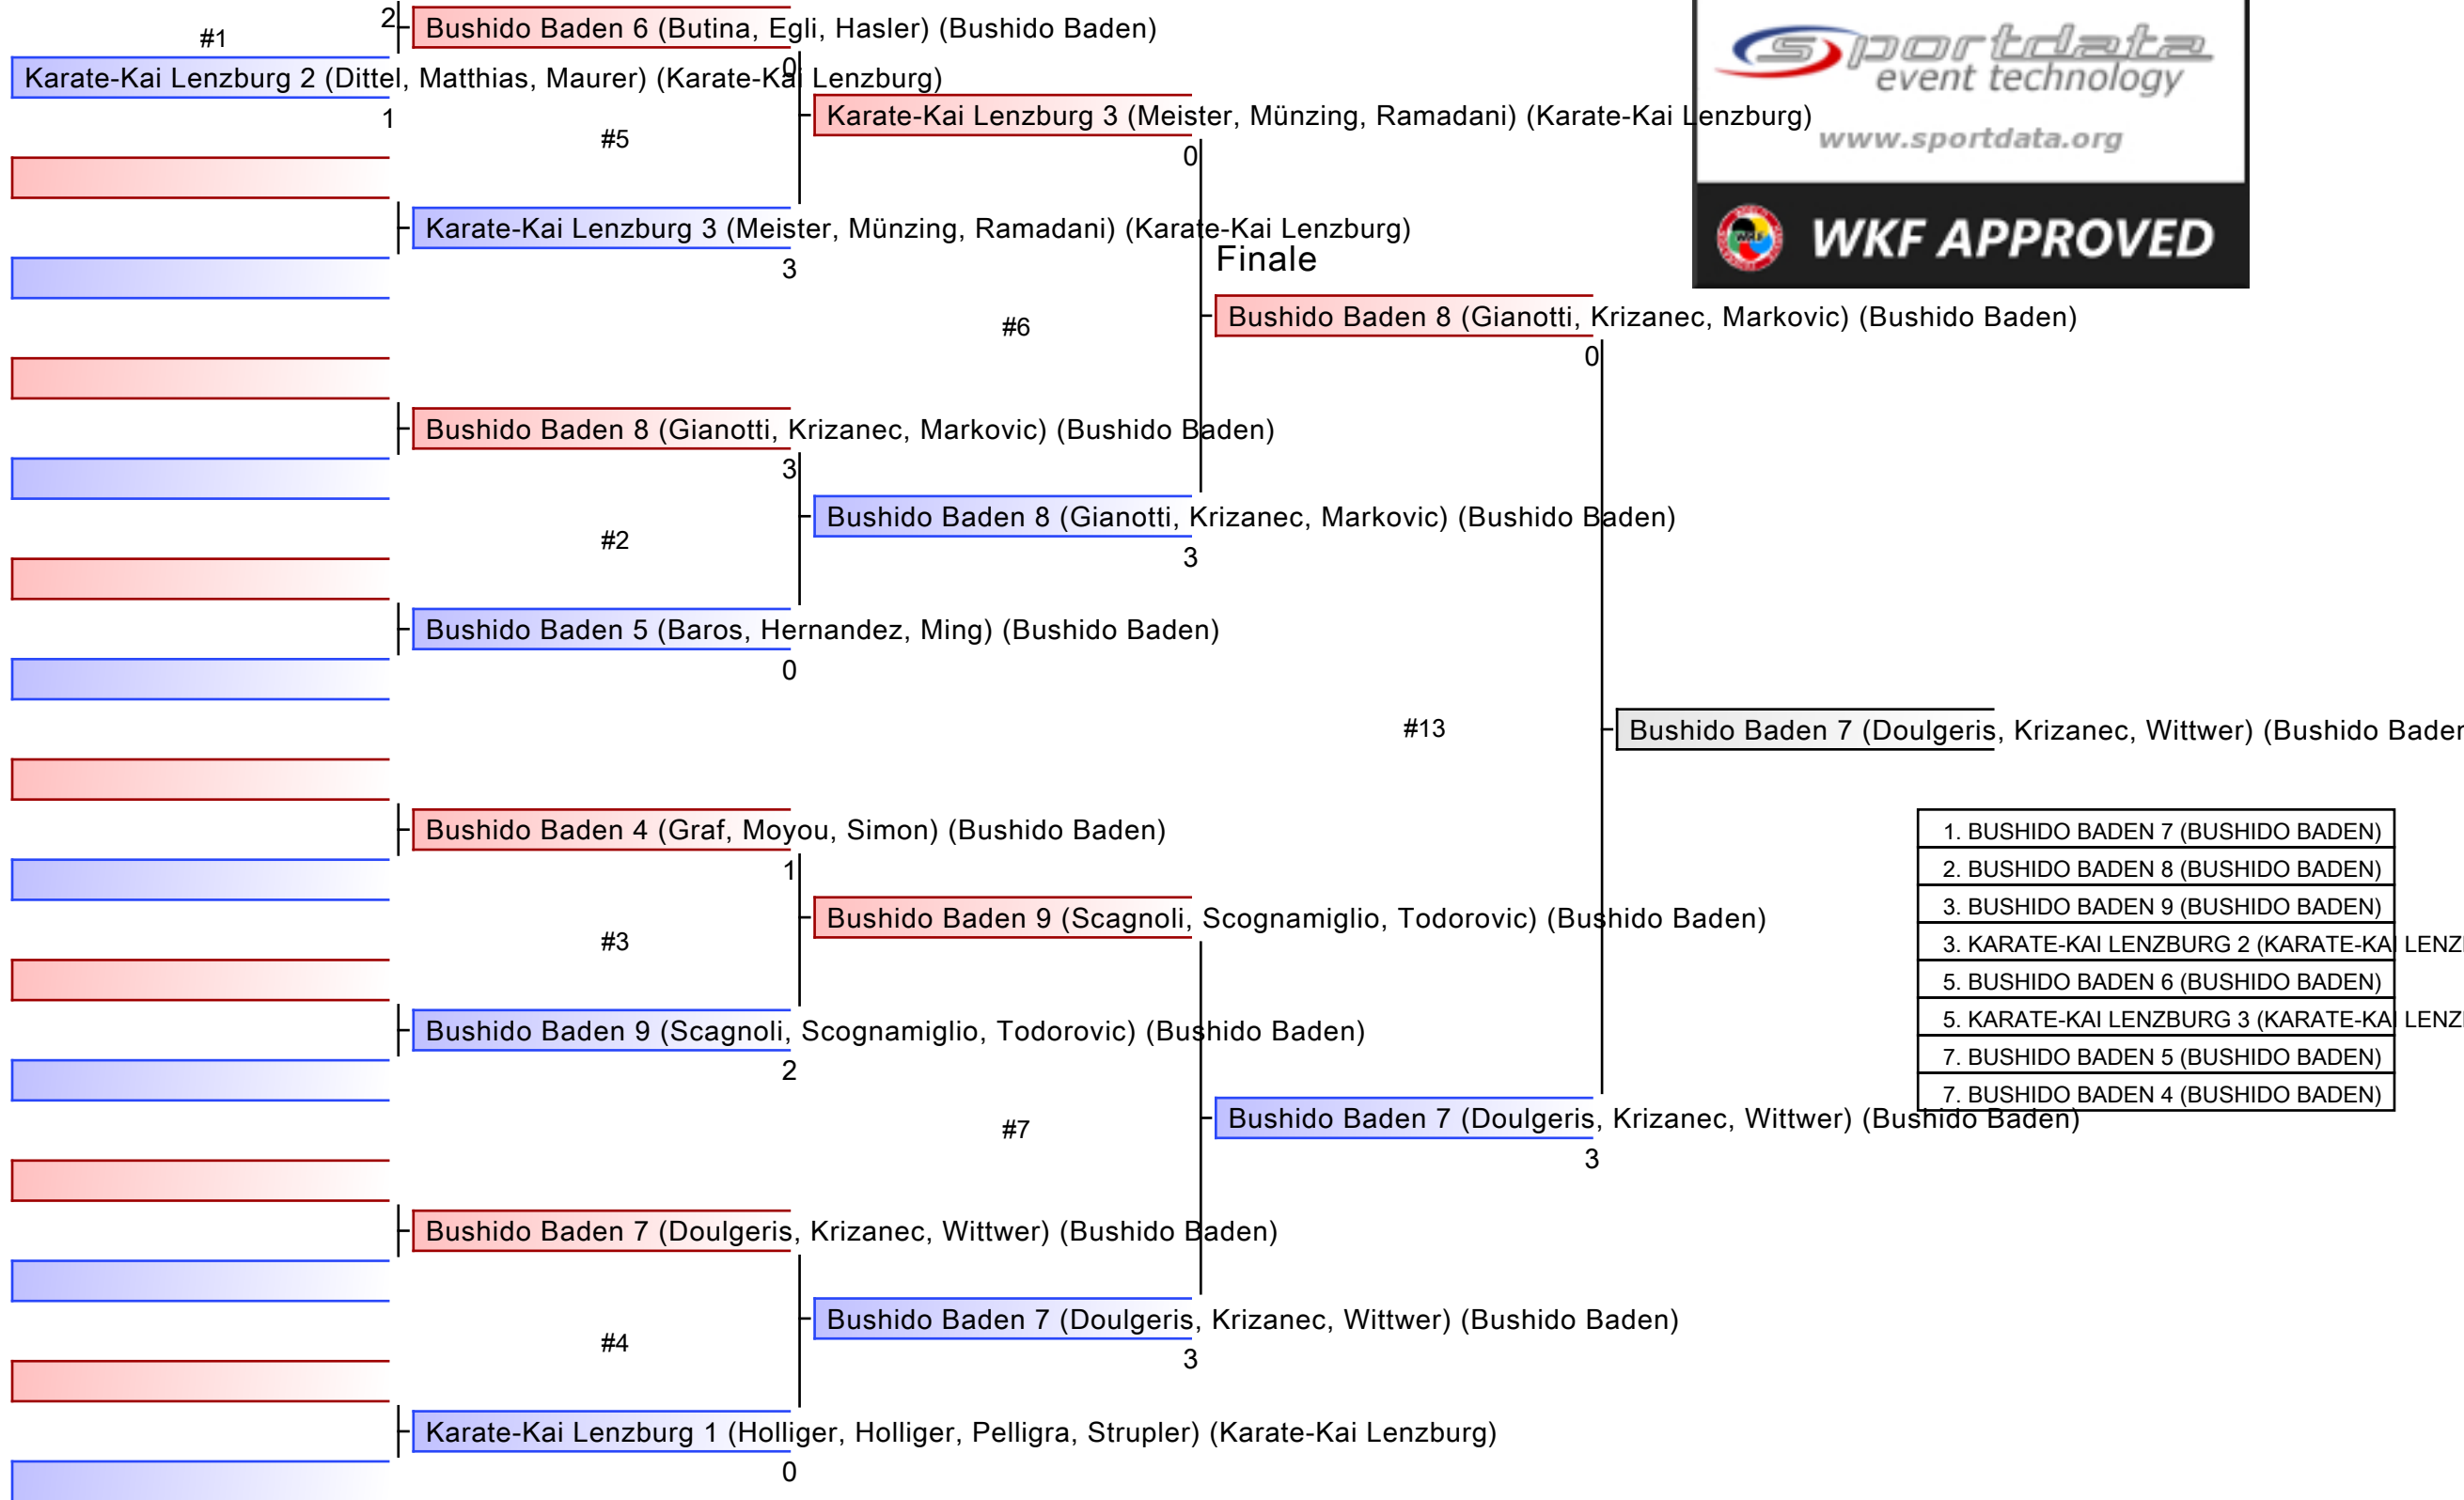 2
#1
Bushido Baden 6 (Butina, Egli, Hasler) (Bushido Baden)
0
Karate-Kai Lenzburg 2 (Dittel, Matthias, Maurer) (Karate-Kai Lenzburg)
1
#5
Karate-Kai Lenzburg 3 (Meister, Münzing, Ramadani) (Karate-Kai Lenzburg)
0
Karate-Kai Lenzburg 3 (Meister, Münzing, Ramadani) (Karate-Kai Lenzburg)
3
sportdata
event technology
www.sportdata.org
WKF
WKF APPROVED
Finale
#6
Bushido Baden 8 (Gianotti, Krizanec, Markovic) (Bushido Baden)
0
Bushido Baden 8 (Gianotti, Krizanec, Markovic) (Bushido Baden)
3
#2
Bushido Baden 8 (Gianotti, Krizanec, Markovic) (Bushido Baden)
3
Bushido Baden 5 (Baros, Hernandez, Ming) (Bushido Baden)
0
#13
Bushido Baden 7 (Doulgeris, Krizanec, Wittwer) (Bushido Baden
Bushido Baden 4 (Graf, Moyou, Simon) (Bushido Baden)
1
#3
Bushido Baden 9 (Scagnoli, Scognamiglio, Todorovic) (Bushido Baden)
Bushido Baden 9 (Scagnoli, Scognamiglio, Todorovic) (Bushido Baden)
2
1. BUSHIDO BADEN 7 (BUSHIDO BADEN)
2. BUSHIDO BADEN 8 (BUSHIDO BADEN)
3. BUSHIDO BADEN 9 (BUSHIDO BADEN)
3. KARATE-KAI LENZBURG 2 (KARATE-KAI LENZ
5. BUSHIDO BADEN 6 (BUSHIDO BADEN)
5. KARATE-KAI LENZBURG 3 (KARATE-KAI LENZ
7. BUSHIDO BADEN 5 (BUSHIDO BADEN)
7. BUSHIDO BADEN 4 (BUSHIDO BADEN)
#7
Bushido Baden 7 (Doulgeris, Krizanec, Wittwer) (Bushido Baden)
3
Bushido Baden 7 (Doulgeris, Krizanec, Wittwer) (Bushido Baden)
#4
Bushido Baden 7 (Doulgeris, Krizanec, Wittwer) (Bushido Baden)
3
Karate-Kai Lenzburg 1 (Holliger, Holliger, Pelligra, Strupler) (Karate-Kai Lenzburg)
0